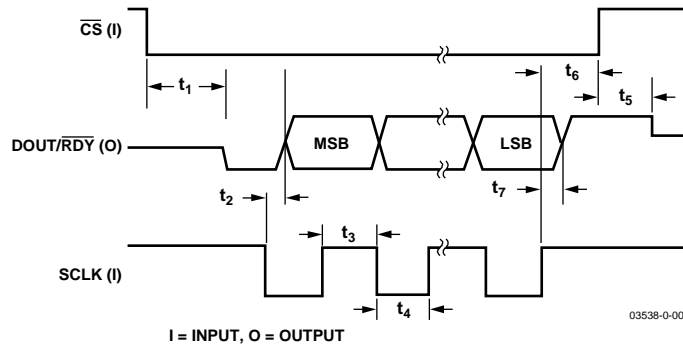 CS (I)
t1
t6
t5
DOUT/RDY (O)
MSB
LSB
t2
t7
t3
SCLK (I)
t4
03538-0-00
I = INPUT, O = OUTPUT